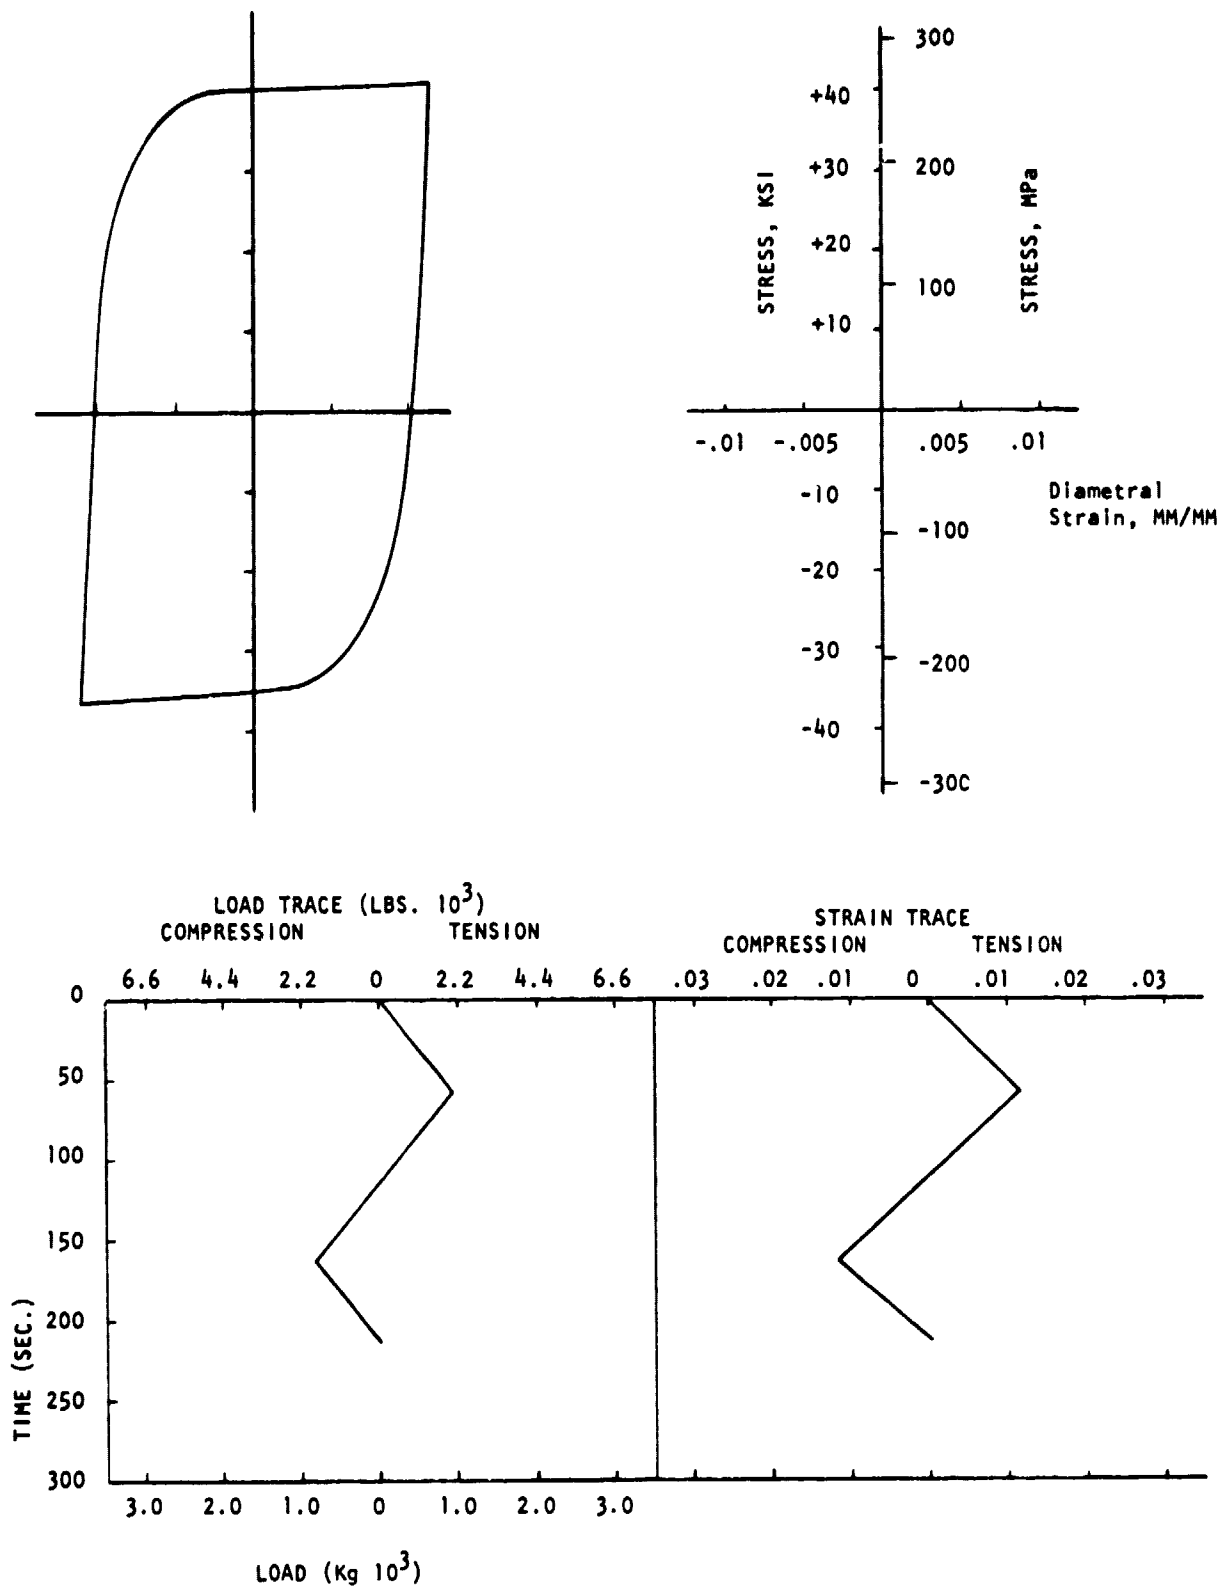 300
+40
+30
200
STRESS, KSI
STRESS, MPa
+20
100
+10
-.01 -.005 .005 .01
-10
Diametral
Strain, MM/MM
-100
-20
-30
-200
-40
-30C
LOAD TRACE (LBS. 10³)
COMPRESSION TENSION
6.6 4.4 2.2 0 2.2 4.4 6.6
STRAIN TRACE
COMPRESSION TENSION
.03 .02 .01 0 .01 .02 .03
0
50
100
150
200
250
300
TIME (SEC.)
3.0 2.0 1.0 0 1.0 2.0 3.0
LOAD (Kg 10³)